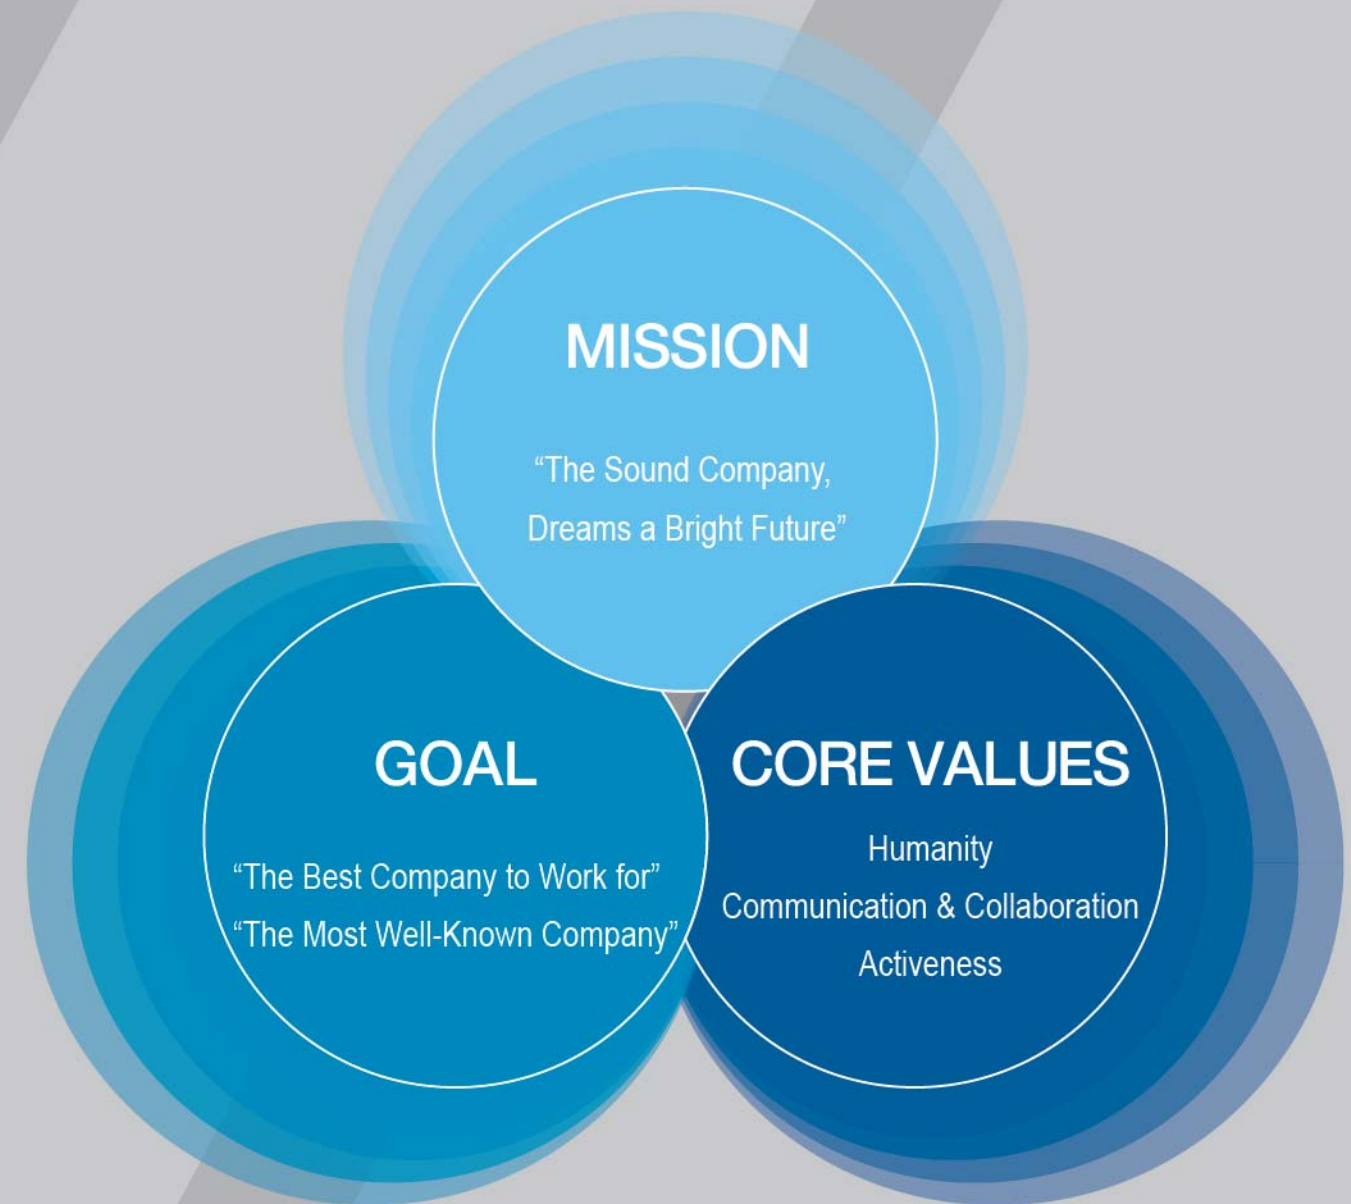 MISSION
“The Sound Company,
Dreams a Bright Future”
GOAL
“The Best Company to Work for”
“The Most Well-Known Company”
CORE VALUES
Humanity
Communication & Collaboration
Activeness